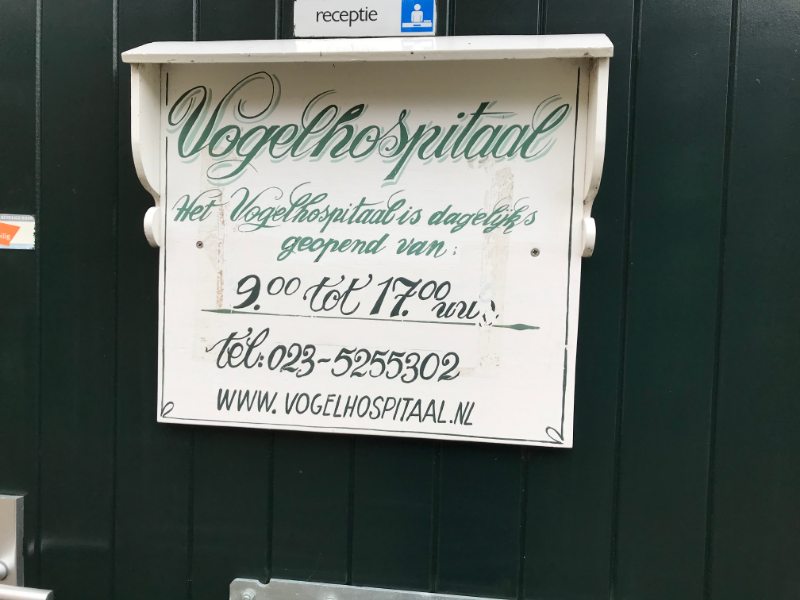 receptie
Vogelhospitaal
Het Vogelhospitaal is dagelijks
geopend van:
9.00 tot 17.00 uur
tel: 023-5255302
WWW.VOGELHOSPITAAL.NL